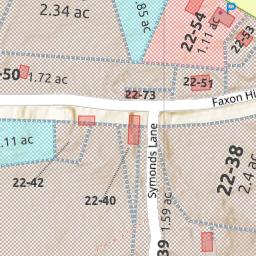 2.34 ac
.85 ac
22-54
1.11 ac
P
22-53
-50
1.72 ac
22-51
22-73
Faxon Hi
.11 ac
Symonds Lane
22-42
22-40
22-38
2.4 a
39
1.59 ac